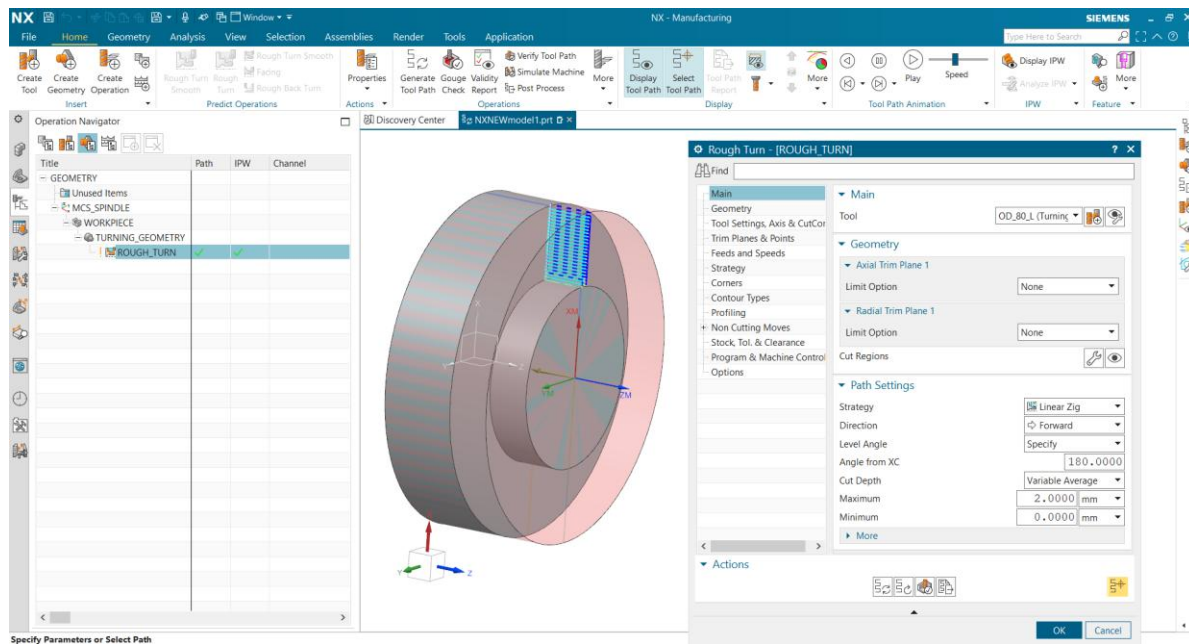 NX
Window
NX - Manufacturing
SIEMENS
File Home Geometry Analysis View Selection Assemblies Render Tools Application
Type Here to Search
Create Tool
Create Geometry
Create Operation
Rough Turn Smooth
Rough Turn
Rough Turn Smooth
Facing
Rough Back Turn
Properties
Generate Tool Path
Gouge Check
Validity Report
Verify Tool Path
Simulate Machine
Post Process
More
Display Tool Path
Select Tool Path
Tool Path Report
More
Play
Speed
Display IPW
Analyze IPW
More
Insert
Predict Operations
Actions
Operations
Display
Tool Path Animation
IPW
Feature
Operation Navigator
Discovery Center
NXNEWmodel1.prt
Title Path IPW Channel
GEOMETRY
Unused Items
MCS_SPINDLE
WORKPIECE
TURNING_GEOMETRY
ROUGH_TURN
XM
YM
ZM
X
Y
Z
Y
Z
Rough Turn - [ROUGH_TURN]
Find
Main
Geometry
Tool Settings, Axis & CutCor
Trim Planes & Points
Feeds and Speeds
Strategy
Corners
Contour Types
Profiling
Non Cutting Moves
Stock, Tol. & Clearance
Program & Machine Control
Options
Main
Tool OD_80_L (Turning
Geometry
Axial Trim Plane 1
Limit Option None
Radial Trim Plane 1
Limit Option None
Cut Regions
Path Settings
Strategy Linear Zig
Direction Forward
Level Angle Specify
Angle from XC 180.0000
Cut Depth Variable Average
Maximum 2.0000 mm
Minimum 0.0000 mm
More
Actions
OK Cancel
Specify Parameters or Select Path